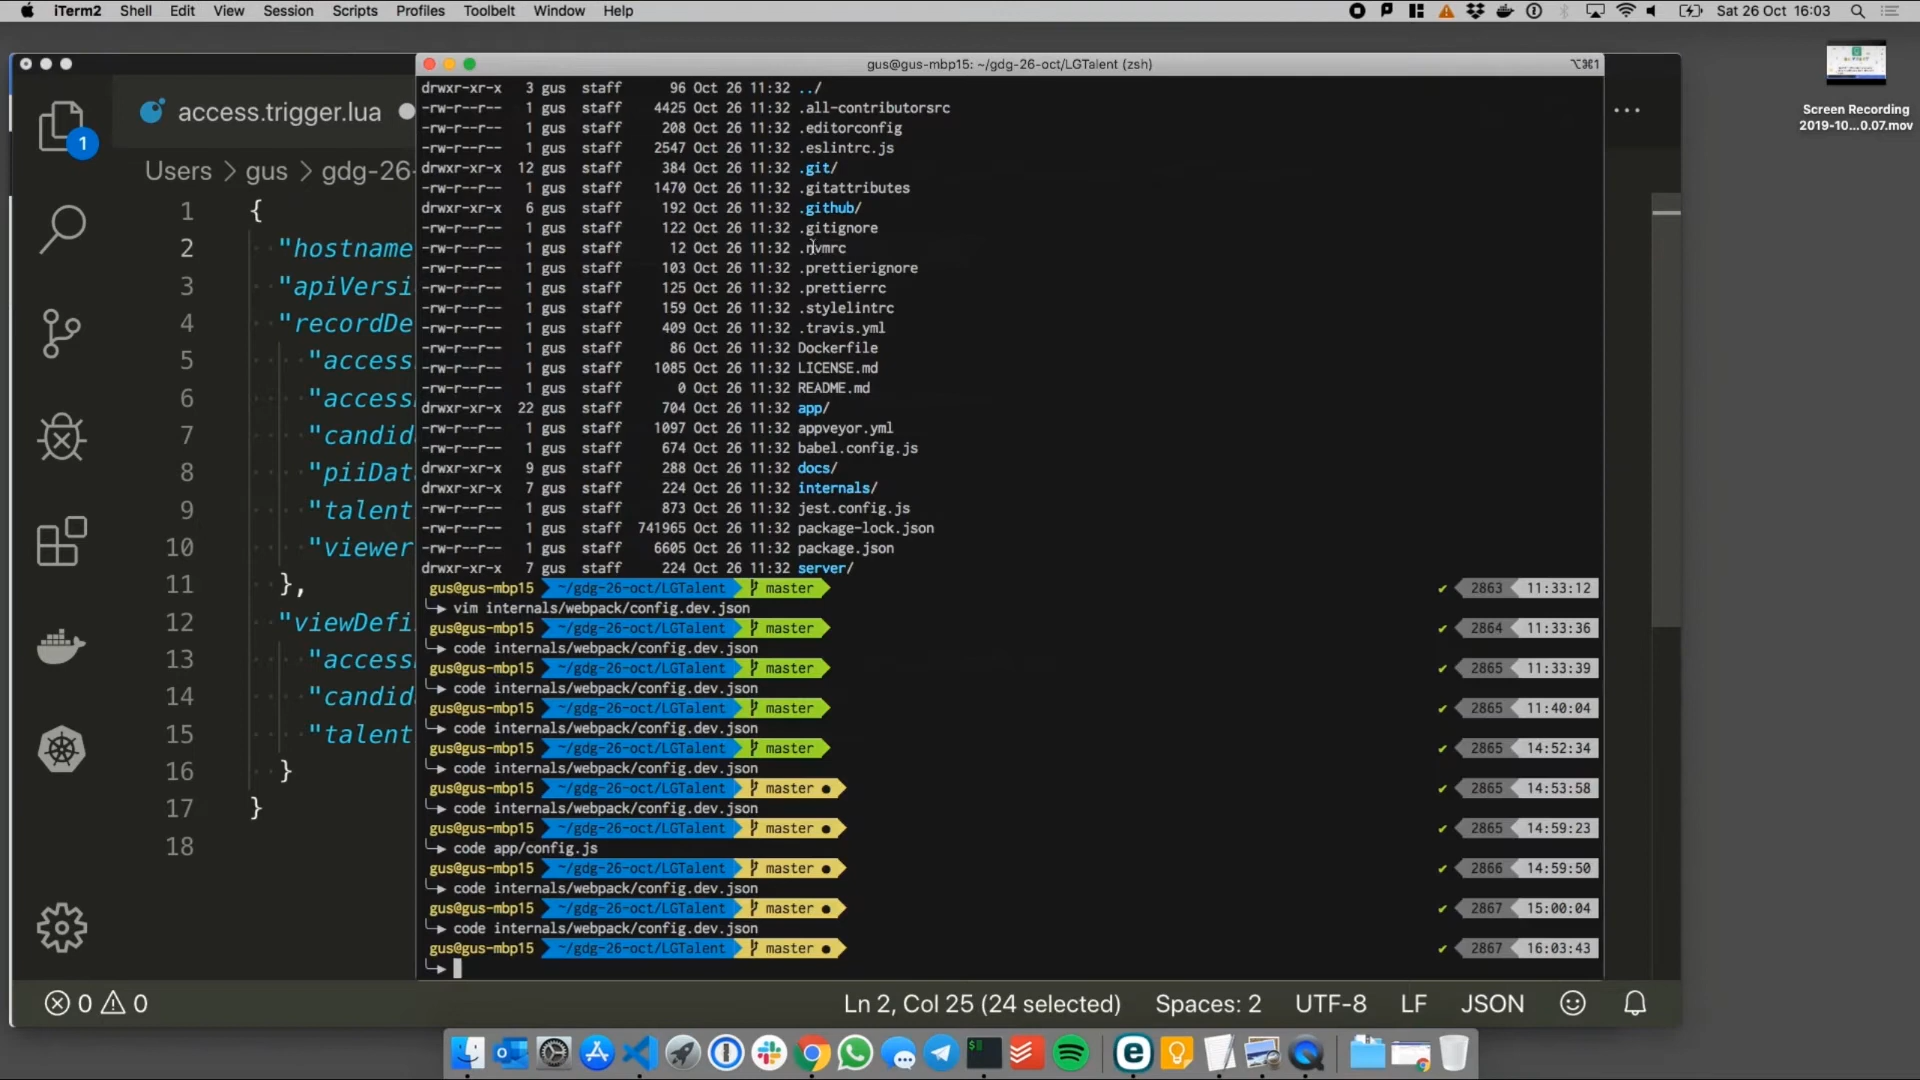 iTerm2 Shell Edit View Session Scripts Profiles Toolbelt Window Help
Sat 26 Oct 16:03
gus@gus-mbp15: ~/gdg-26-oct/LGTalent (zsh)
⌥⌘1
Screen Recording
2019-10...0.07.mov
access.trigger.lua
1
Users > gus > gdg-26-
1 {
2 "hostname
3 "apiVersi
4 "recordDe
5 "access
6 "access
7 "candid
8 "piiDat
9 "talent
10 "viewer
11 },
12 "viewDefi
13 "access
14 "candid
15 "talent
16 }
17 }
18
drwxr-xr-x 3 gus staff 96 Oct 26 11:32 ../
-rw-r--r-- 1 gus staff 4425 Oct 26 11:32 .all-contributorsrc
-rw-r--r-- 1 gus staff 208 Oct 26 11:32 .editorconfig
-rw-r--r-- 1 gus staff 2547 Oct 26 11:32 .eslintrc.js
drwxr-xr-x 12 gus staff 384 Oct 26 11:32 .git/
-rw-r--r-- 1 gus staff 1470 Oct 26 11:32 .gitattributes
drwxr-xr-x 6 gus staff 192 Oct 26 11:32 .github/
-rw-r--r-- 1 gus staff 122 Oct 26 11:32 .gitignore
-rw-r--r-- 1 gus staff 12 Oct 26 11:32 .nvmrc
-rw-r--r-- 1 gus staff 103 Oct 26 11:32 .prettierignore
-rw-r--r-- 1 gus staff 125 Oct 26 11:32 .prettierrc
-rw-r--r-- 1 gus staff 159 Oct 26 11:32 .stylelintrc
-rw-r--r-- 1 gus staff 409 Oct 26 11:32 .travis.yml
-rw-r--r-- 1 gus staff 86 Oct 26 11:32 Dockerfile
-rw-r--r-- 1 gus staff 1085 Oct 26 11:32 LICENSE.md
-rw-r--r-- 1 gus staff 0 Oct 26 11:32 README.md
drwxr-xr-x 22 gus staff 704 Oct 26 11:32 app/
-rw-r--r-- 1 gus staff 1097 Oct 26 11:32 appveyor.yml
-rw-r--r-- 1 gus staff 674 Oct 26 11:32 babel.config.js
drwxr-xr-x 9 gus staff 288 Oct 26 11:32 docs/
drwxr-xr-x 7 gus staff 224 Oct 26 11:32 internals/
-rw-r--r-- 1 gus staff 873 Oct 26 11:32 jest.config.js
-rw-r--r-- 1 gus staff 741965 Oct 26 11:32 package-lock.json
-rw-r--r-- 1 gus staff 6605 Oct 26 11:32 package.json
drwxr-xr-x 7 gus staff 224 Oct 26 11:32 server/
gus@gus-mbp15 ~/gdg-26-oct/LGTalent master ✔ 2863 11:33:12
vim internals/webpack/config.dev.json
gus@gus-mbp15 ~/gdg-26-oct/LGTalent master ✔ 2864 11:33:36
code internals/webpack/config.dev.json
gus@gus-mbp15 ~/gdg-26-oct/LGTalent master ✔ 2865 11:33:39
code internals/webpack/config.dev.json
gus@gus-mbp15 ~/gdg-26-oct/LGTalent master ✔ 2865 11:40:04
code internals/webpack/config.dev.json
gus@gus-mbp15 ~/gdg-26-oct/LGTalent master ✔ 2865 14:52:34
code internals/webpack/config.dev.json
gus@gus-mbp15 ~/gdg-26-oct/LGTalent master ● ✔ 2865 14:53:58
code internals/webpack/config.dev.json
gus@gus-mbp15 ~/gdg-26-oct/LGTalent master ● ✔ 2865 14:59:23
code app/config.js
gus@gus-mbp15 ~/gdg-26-oct/LGTalent master ● ✔ 2866 14:59:50
code internals/webpack/config.dev.json
gus@gus-mbp15 ~/gdg-26-oct/LGTalent master ● ✔ 2867 15:00:04
code internals/webpack/config.dev.json
gus@gus-mbp15 ~/gdg-26-oct/LGTalent master ● ✔ 2867 16:03:43
0 0
Ln 2, Col 25 (24 selected) Spaces: 2 UTF-8 LF JSON